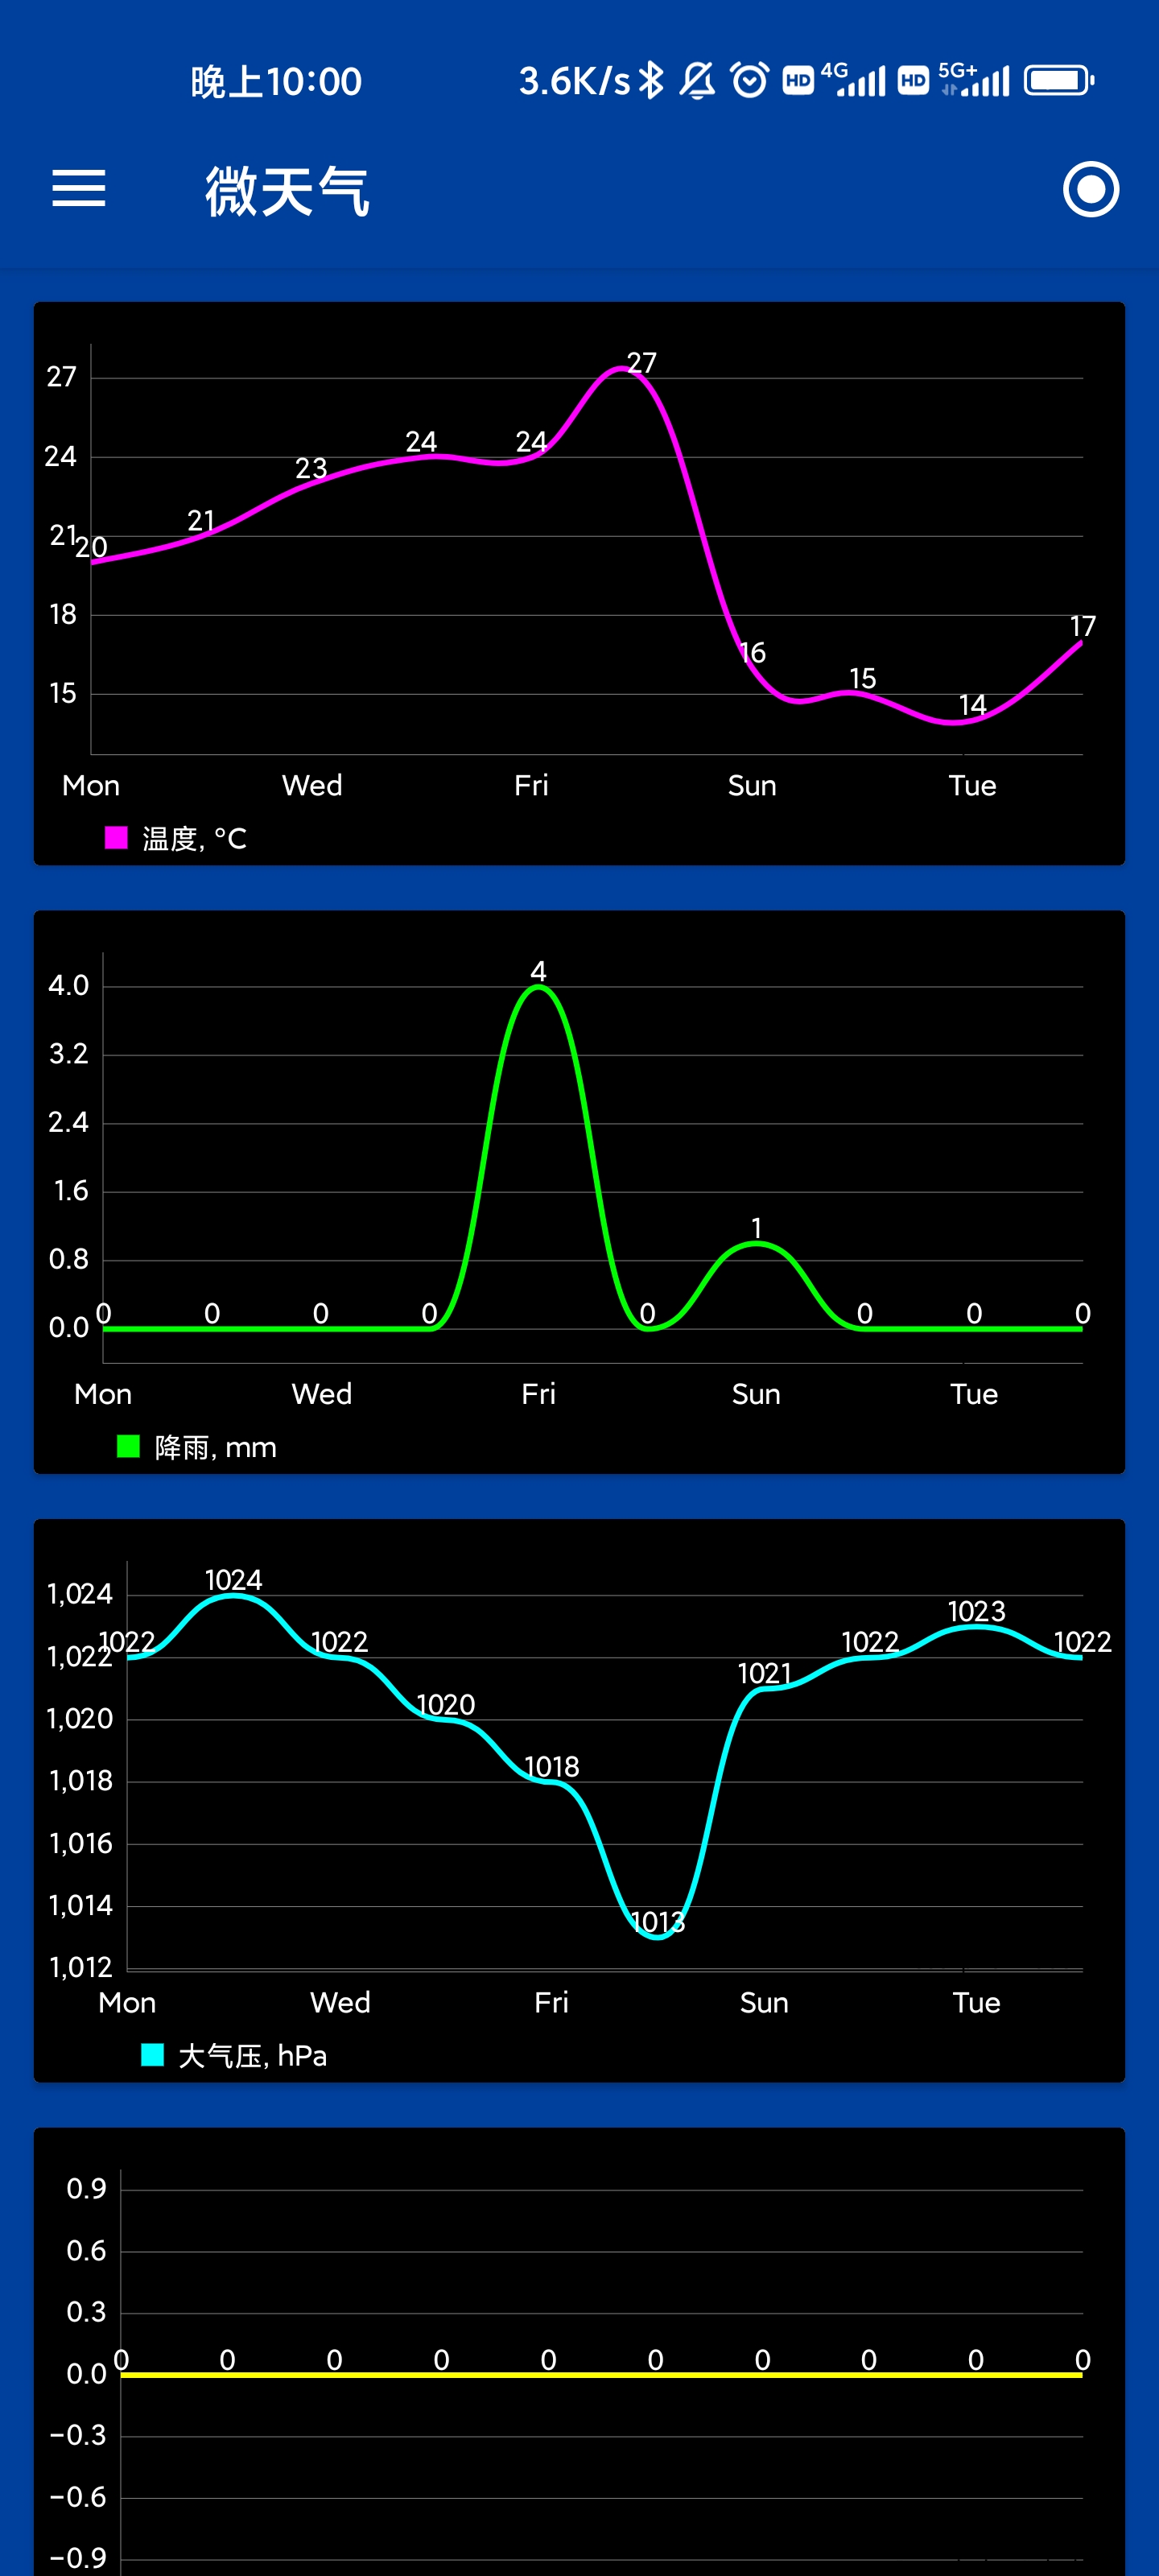 晚上10:00 3.6K/s HD 4G HD 5G+
微天气
27
24
21
18
15
20 21 23 24 24 27 16 15 14 17
Mon Wed Fri Sun Tue
温度, °C
4.0
3.2
2.4
1.6
0.8
0.0
0 0 0 0 4 0 1 0 0 0
Mon Wed Fri Sun Tue
降雨, mm
1,024
1,022
1,020
1,018
1,016
1,014
1,012
1022 1024 1022 1020 1018 1013 1021 1022 1023 1022
Mon Wed Fri Sun Tue
大气压, hPa
0.9
0.6
0.3
0.0
0 0 0 0 0 0 0 0 0 0
−0.3
−0.6
−0.9